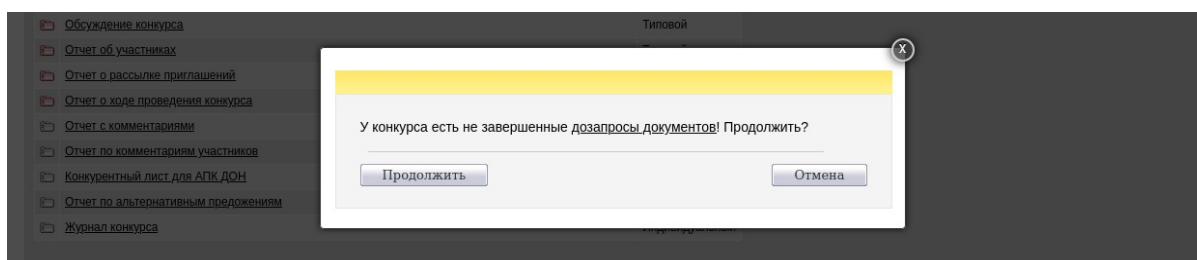 Обсуждение конкурса Типовой
Отчет об участниках
X
Отчет о рассылке приглашений
Отчет о ходе проведения конкурса
Отчет с комментариями
У конкурса есть не завершенные дозапросы документов! Продолжить?
Отчет по комментариям участников
Конкурентный лист для АПК ДОН
Продолжить Отмена
Отчет по альтернативным предожениям
Журнал конкурса